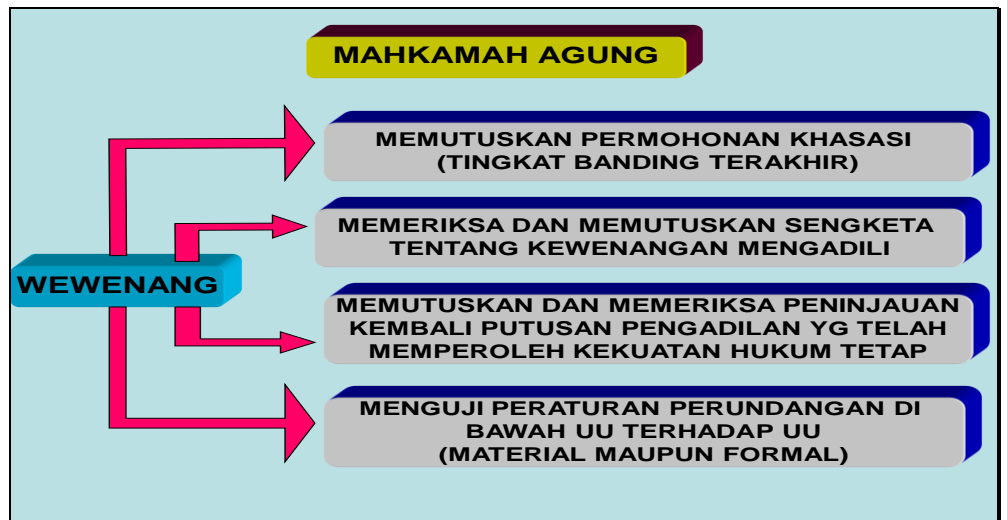 MAHKAMAH AGUNG
MEMUTUSKAN PERMOHONAN KHASASI
(TINGKAT BANDING TERAKHIR)
MEMERIKSA DAN MEMUTUSKAN SENGKETA
TENTANG KEWENANGAN MENGADILI
WEWENANG
MEMUTUSKAN DAN MEMERIKSA PENINJAUAN
KEMBALI PUTUSAN PENGADILAN YG TELAH
MEMPEROLEH KEKUATAN HUKUM TETAP
MENGUJI PERATURAN PERUNDANGAN DI
BAWAH UU TERHADAP UU
(MATERIAL MAUPUN FORMAL)